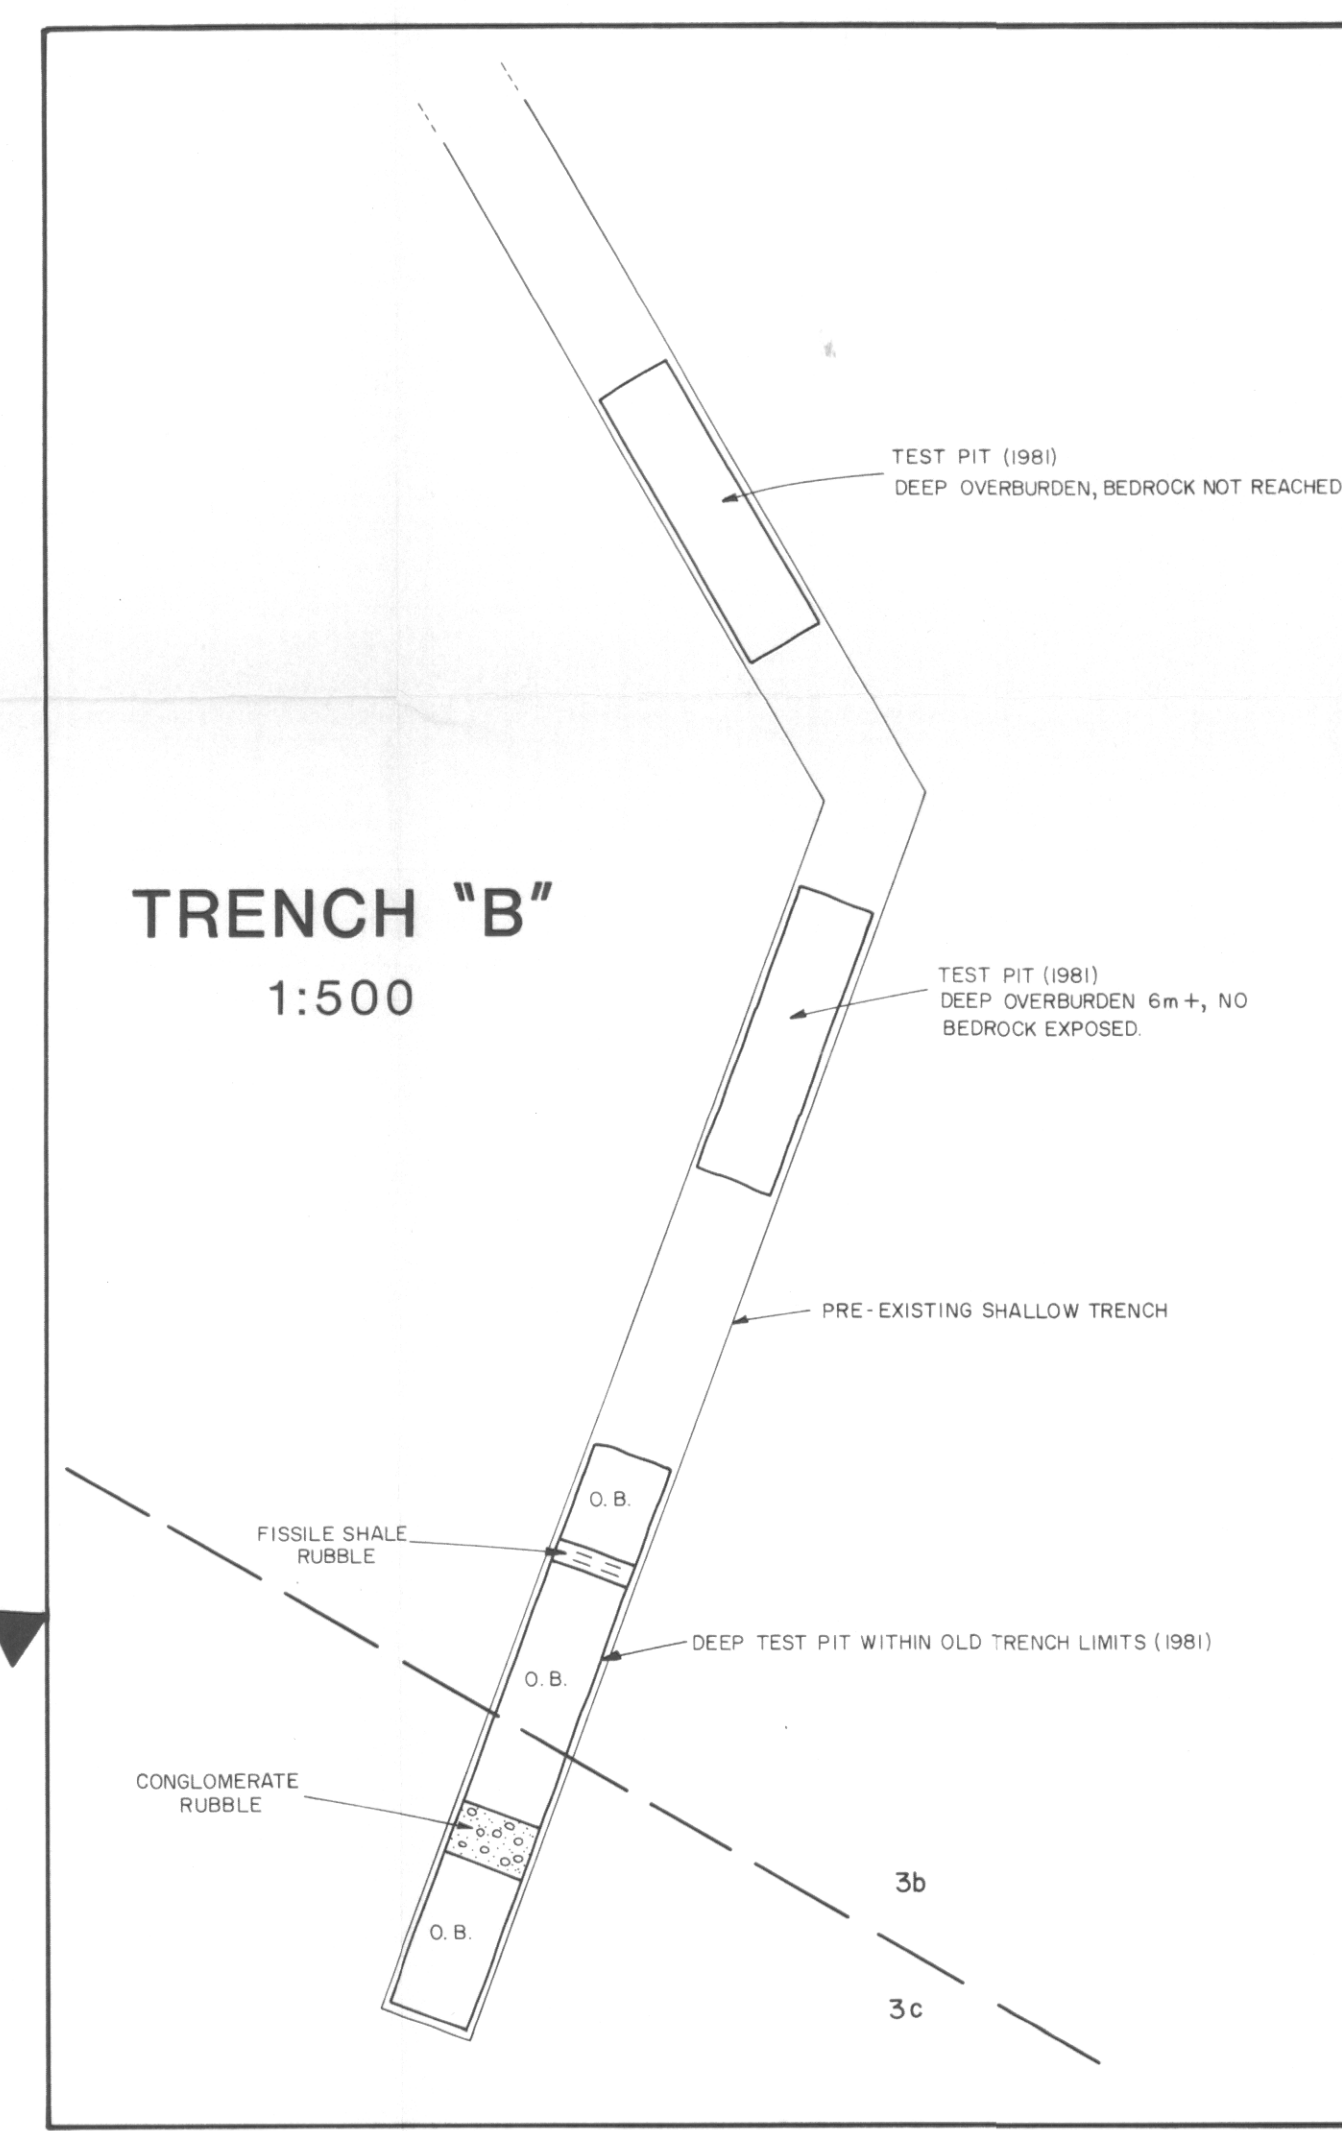 TEST PIT (1981)
DEEP OVERBURDEN, BEDROCK NOT REACHED
TRENCH "B"
1:500
TEST PIT (1981)
DEEP OVERBURDEN 6m+, NO
BEDROCK EXPOSED.
PRE-EXISTING SHALLOW TRENCH
O.B.
FISSILE SHALE
RUBBLE
DEEP TEST PIT WITHIN OLD TRENCH LIMITS (1981)
O.B.
CONGLOMERATE
RUBBLE
3b
O.B.
3c